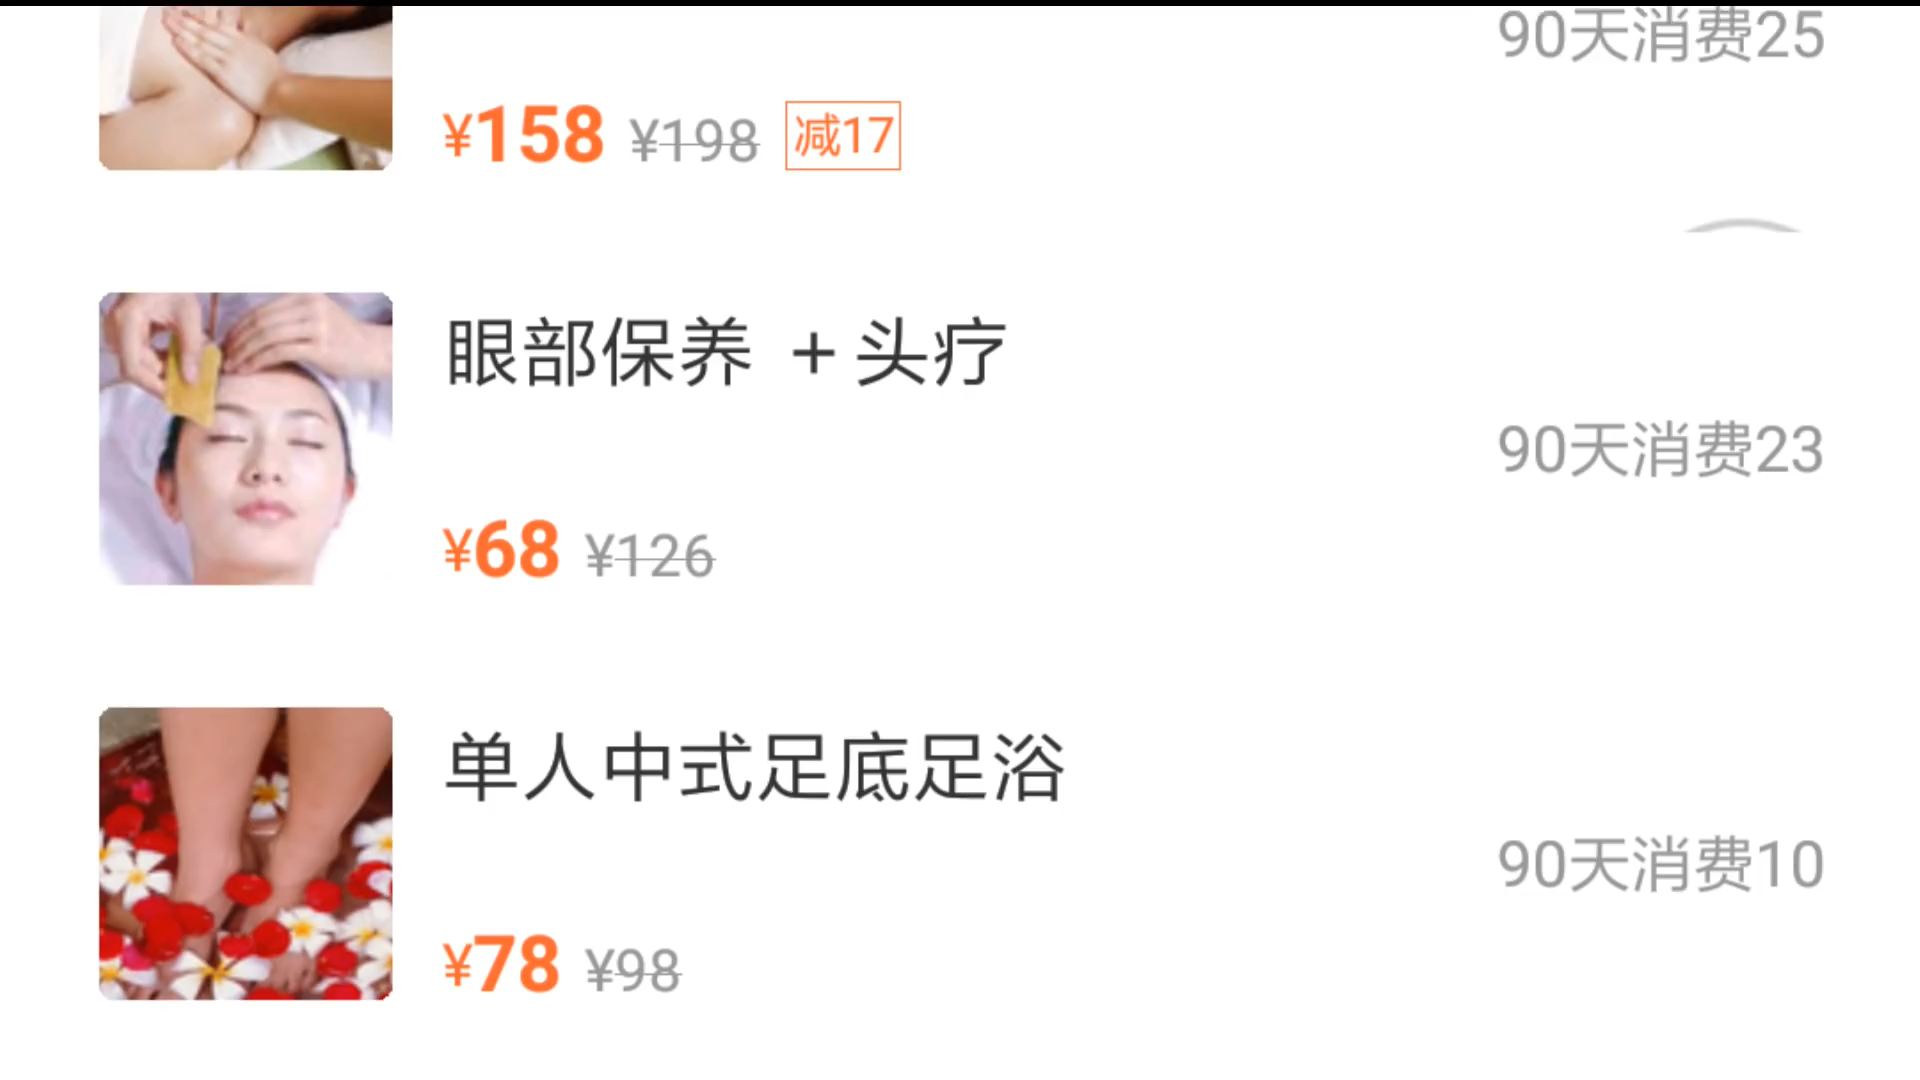 90天消费25
¥158 ¥198 减17
眼部保养 + 头疗
90天消费23
¥68 ¥126
单人中式足底足浴
90天消费10
¥78 ¥98